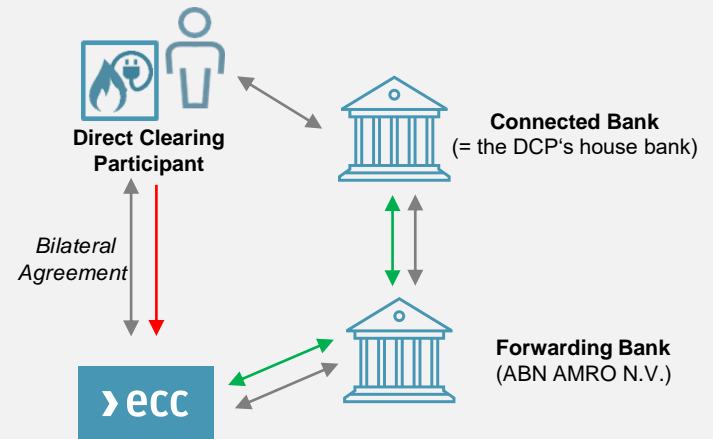 Direct Clearing
Participant
Connected Bank
(= the DCP‘s house bank)
Bilateral
Agreement
Forwarding Bank
(ABN AMRO N.V.)
ecc